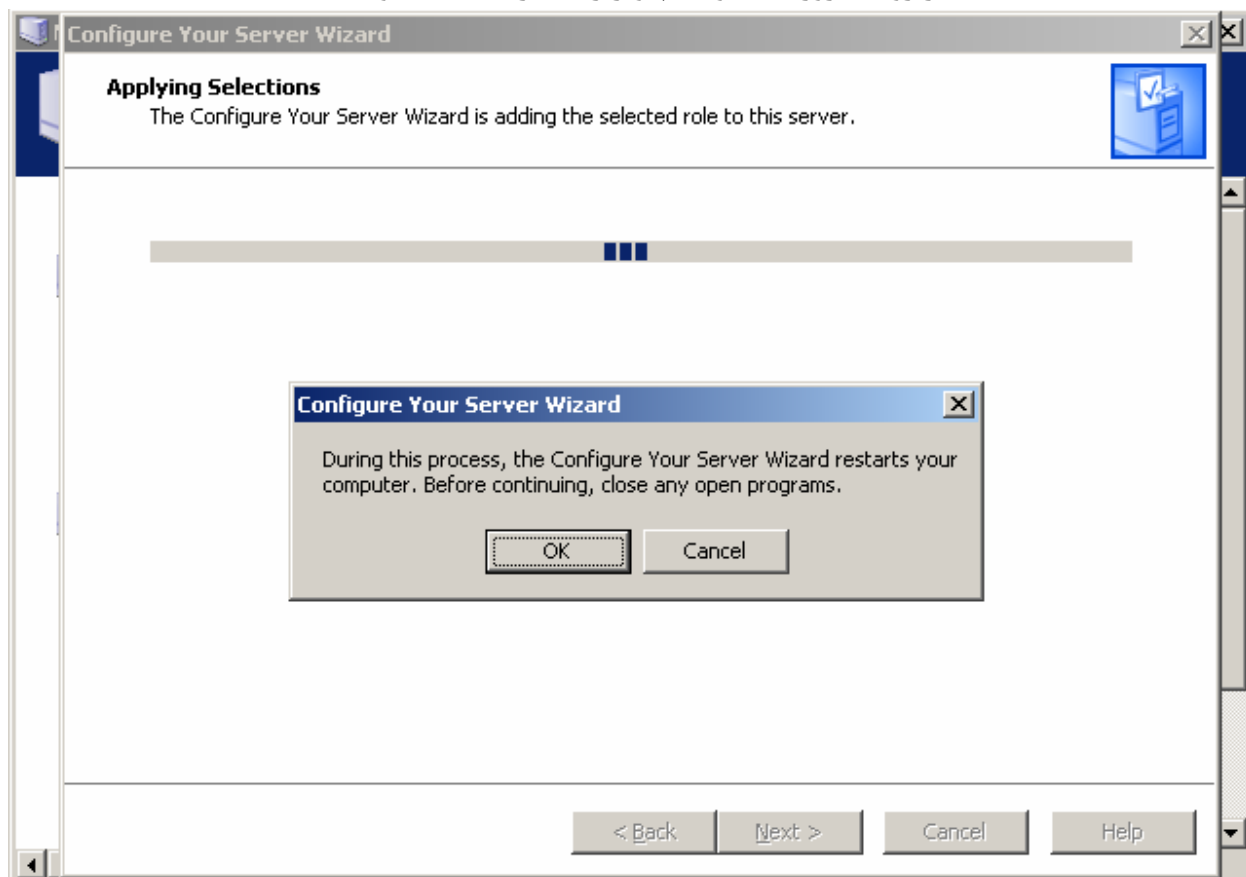 Configure Your Server Wizard
Applying Selections
The Configure Your Server Wizard is adding the selected role to this server.
Configure Your Server Wizard
During this process, the Configure Your Server Wizard restarts your
computer. Before continuing, close any open programs.
OK
Cancel
< Back
Next >
Cancel
Help